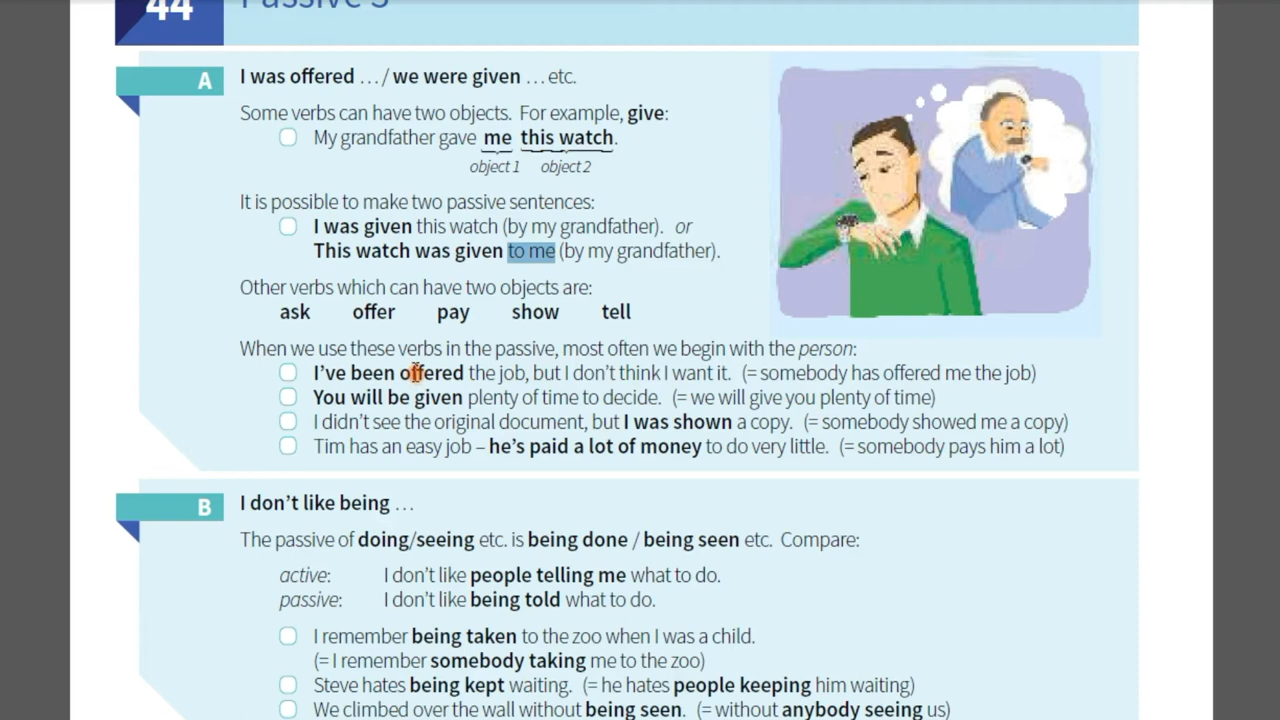 44 Passive 3
A I was offered … / we were given … etc.
Some verbs can have two objects. For example, give:
My grandfather gave me this watch.
object 1 object 2
It is possible to make two passive sentences:
I was given this watch (by my grandfather). or
This watch was given to me (by my grandfather).
Other verbs which can have two objects are:
ask offer pay show tell
When we use these verbs in the passive, most often we begin with the person:
I've been offered the job, but I don't think I want it. (= somebody has offered me the job)
You will be given plenty of time to decide. (= we will give you plenty of time)
I didn't see the original document, but I was shown a copy. (= somebody showed me a copy)
Tim has an easy job – he's paid a lot of money to do very little. (= somebody pays him a lot)
B I don't like being …
The passive of doing/seeing etc. is being done / being seen etc. Compare:
active: I don't like people telling me what to do.
passive: I don't like being told what to do.
I remember being taken to the zoo when I was a child.
(= I remember somebody taking me to the zoo)
Steve hates being kept waiting. (= he hates people keeping him waiting)
We climbed over the wall without being seen. (= without anybody seeing us)